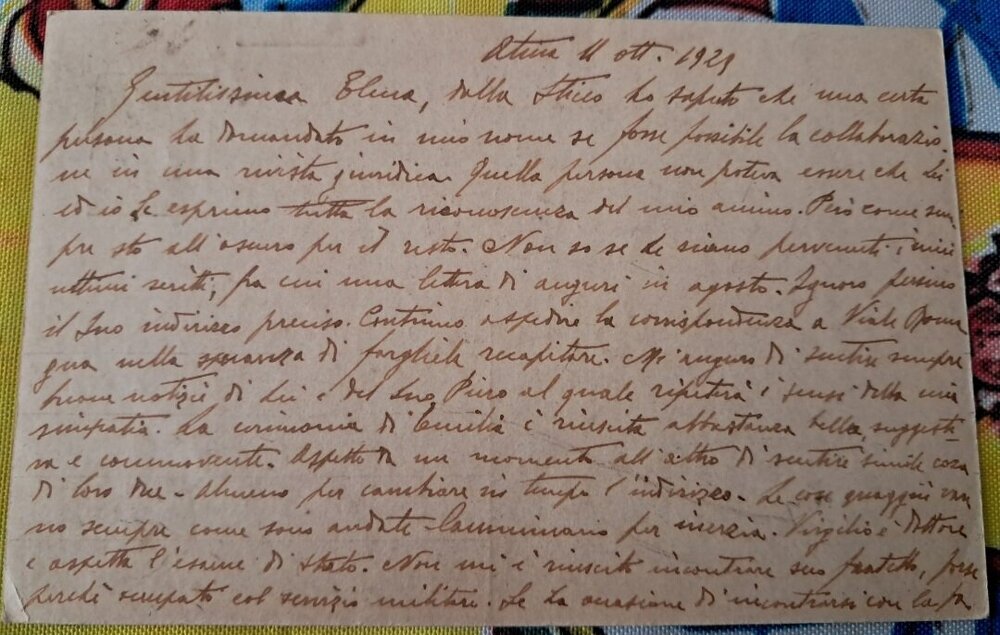 11 ott. 1929
Gentilissima Elena, dalla ho saputo che una certa
persona ha domandato in mio nome se fosse possibile la collaborazio-
ne in una rivista giuridica. Quella persona non poteva essere che Lei
ed io Le esprimo tutta la riconoscenza del mio animo. Però come sem-
pre sto all'oscuro per il resto. Non so se Le siano pervenuti i miei
ultimi scritti, fra cui una lettera di auguri in agosto. Ignoro persino
il Suo indirizzo preciso. Continuo a spedire la corrispondenza a Viale Roma
qua nella speranza di fargliela recapitare. M'auguro di sentire sempre
buone notizie di Lei e del Suo Piero al quale ripeterà i sensi della mia
simpatia. La cerimonia di Emilia è riuscita abbastanza bella, suggesti-
va e commovente. Aspetto da un momento all'altro di sentire simile cosa
di Loro due - almeno per cambiare in tempo l'indirizzo. Le cose quaggiù van
no sempre come sono andate - camminano per inerzia. Virgilio è dottore
e aspetta l'esame di Stato. Non mi è riuscito incontrare suo fratello, forse
perchè occupato col servizio militare. Se ha occasione di incontrarsi con la